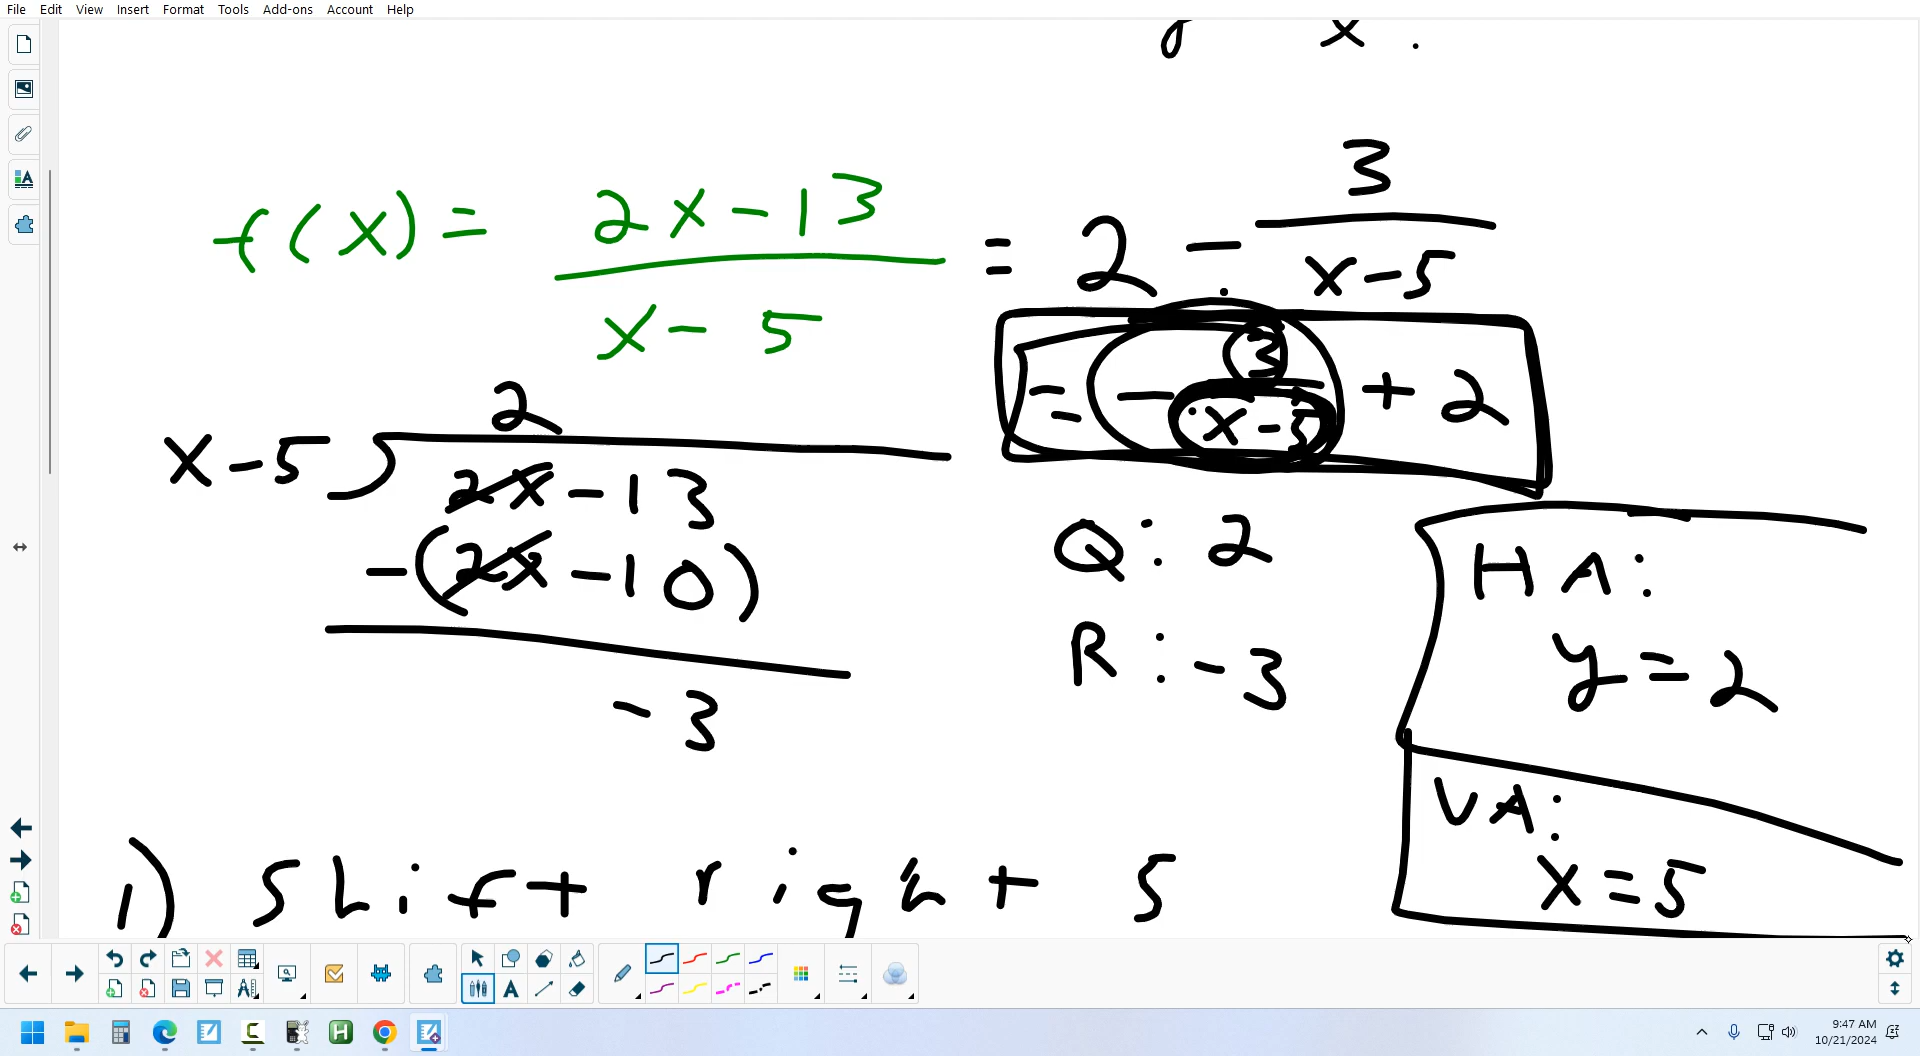 File Edit View Insert Format Tools Add-ons Account Help
y x .
f(x) = 2x-13 / x-5 = 2 - 3 / x-5
= - 3 / x-5 + 2
2
x-5 ) 2x-13
-(2x-10)
-3
Q: 2
R: -3
HA:
y=2
VA:
x=5
1) Shift right 5
9:47 AM
10/21/2024